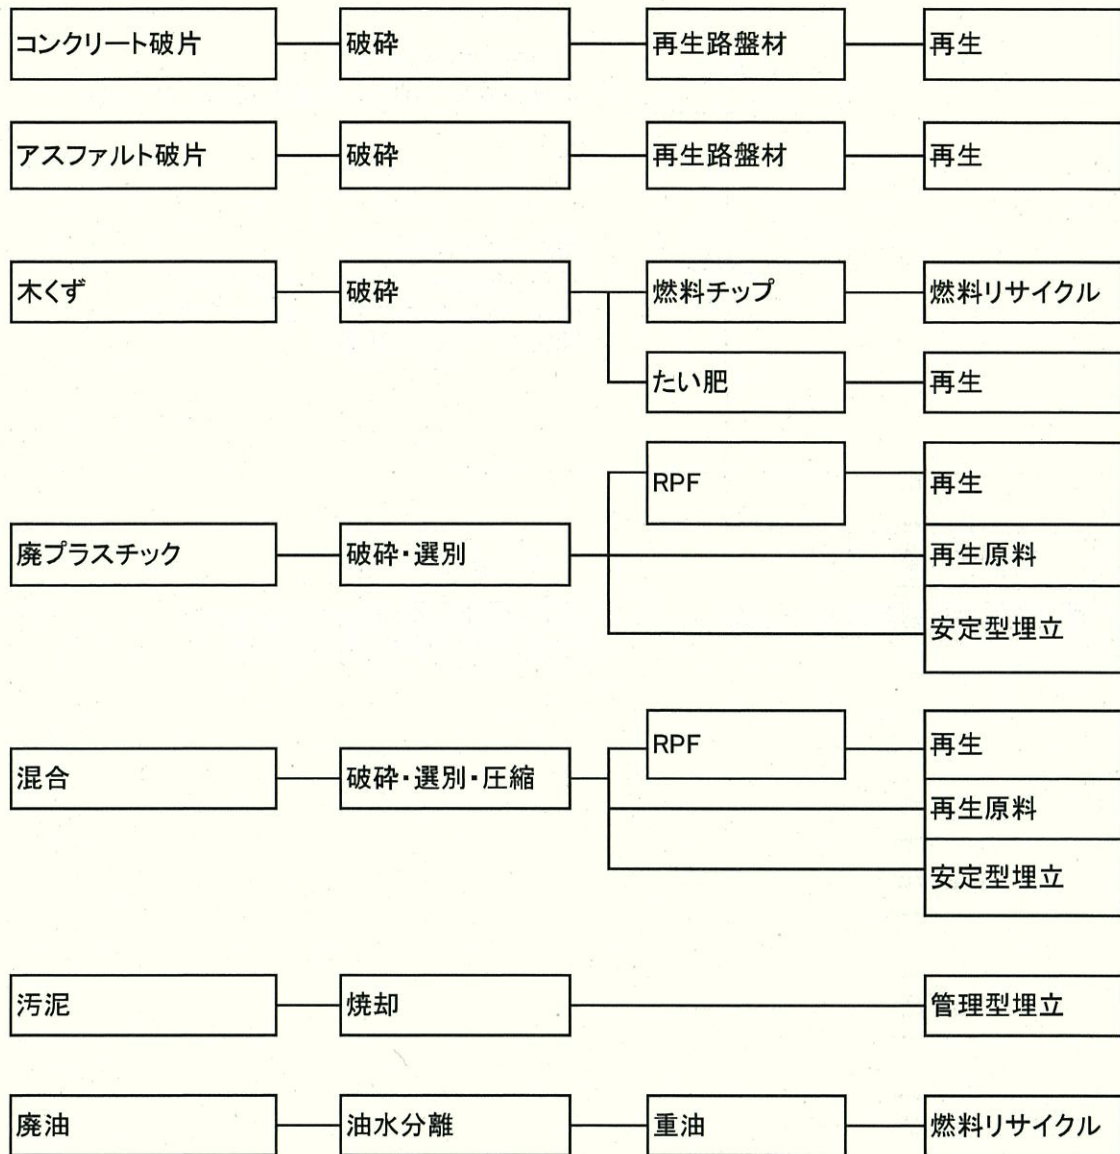 コンクリート破片 破砕 再生路盤材 再生
アスファルト破片 破砕 再生路盤材 再生
木くず 破砕 燃料チップ 燃料リサイクル
たい肥 再生
RPF 再生
廃プラスチック 破砕・選別 再生原料
安定型埋立
RPF 再生
混合 破砕・選別・圧縮
再生原料
安定型埋立
汚泥 焼却 管理型埋立
廃油 油水分離 重油 燃料リサイクル